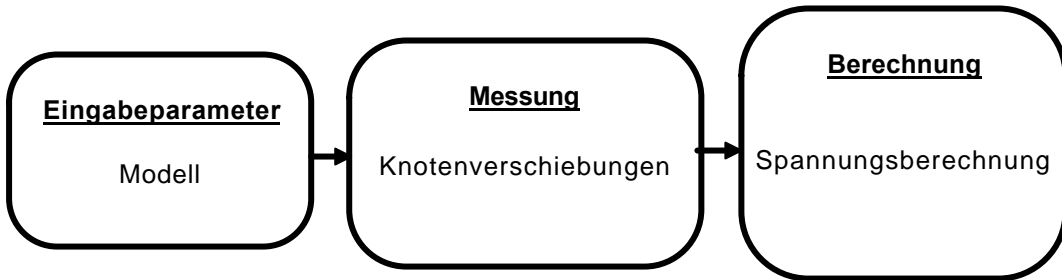 Eingabeparameter
Modell
Messung
Knotenverschiebungen
Berechnung
Spannungsberechnung